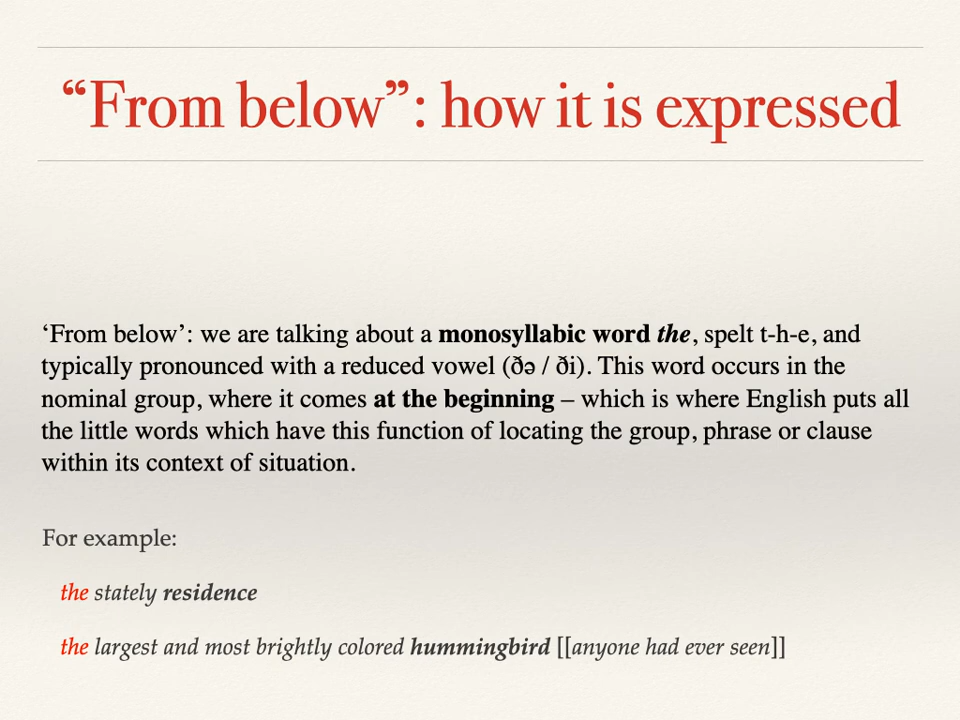 “From below”: how it is expressed
‘From below’: we are talking about a monosyllabic word the, spelt t-h-e, and
typically pronounced with a reduced vowel (ðə / ði). This word occurs in the
nominal group, where it comes at the beginning – which is where English puts all
the little words which have this function of locating the group, phrase or clause
within its context of situation.
For example:
the stately residence
the largest and most brightly colored hummingbird [[anyone had ever seen]]